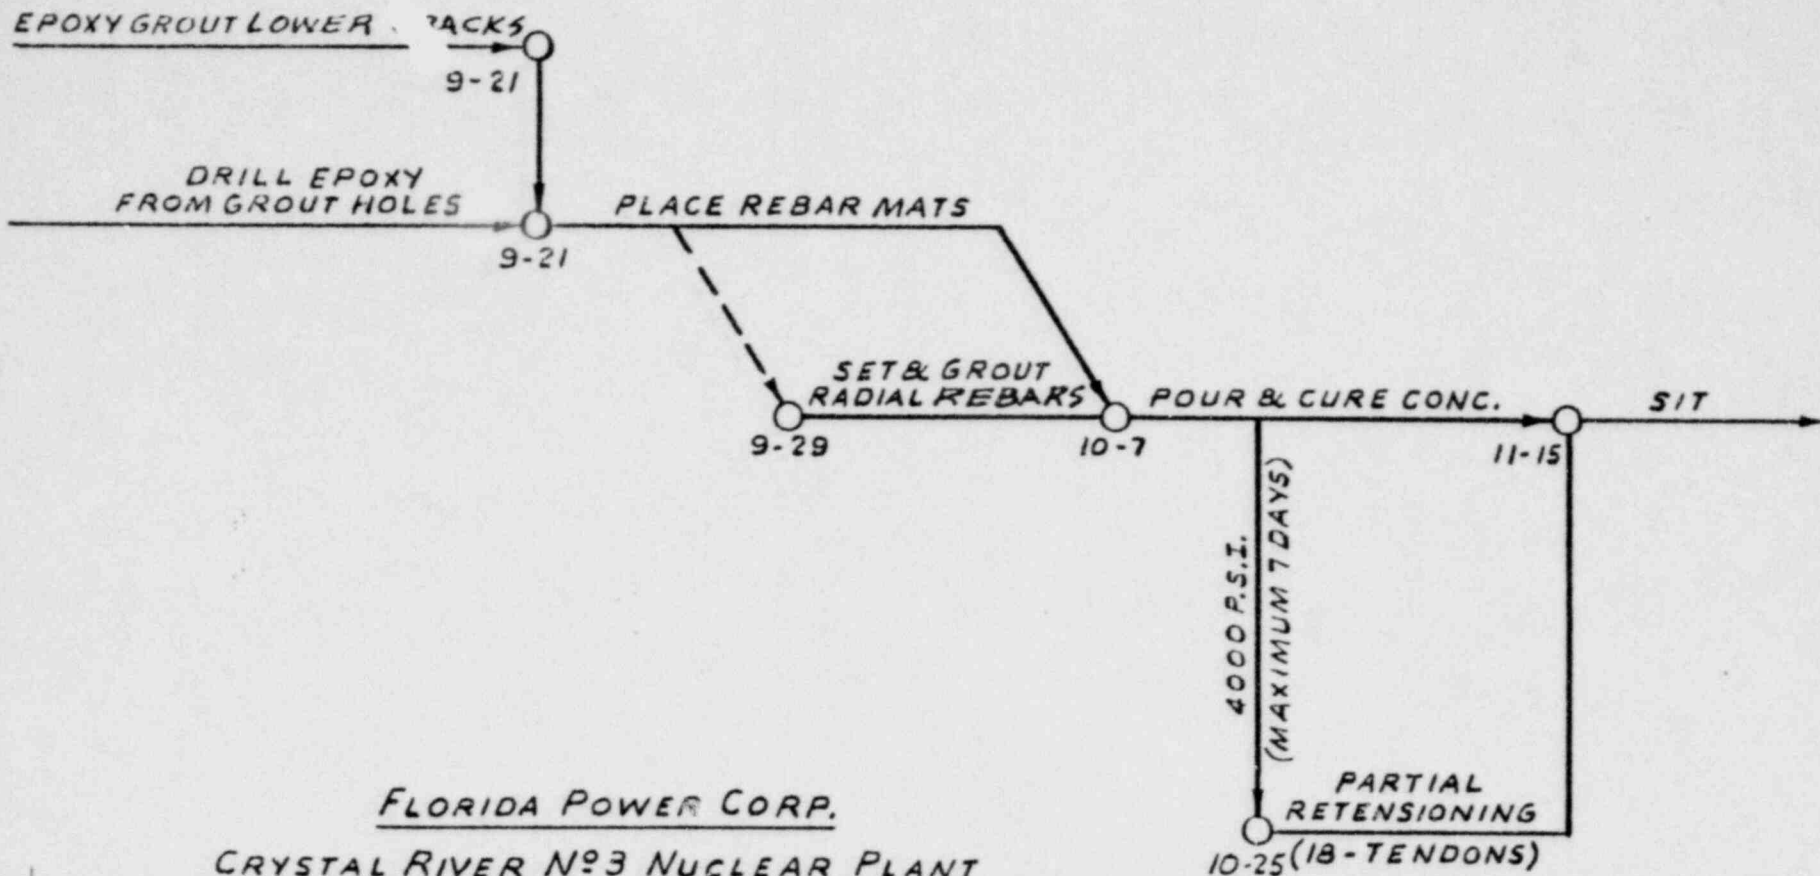 EPOXY GROUT LOWER
9-21
DRILL EPOXY
FROM GROUT HOLES
9-21
PLACE REBAR MATS
SET & GROUT
RADIAL REBARS
9-29
10-7
POUR & CURE CONC.
11-15
SIT
4000 P.S.I.
(MAXIMUM 7 DAYS)
PARTIAL
RETENSIONING
10-25 (18-TENDONS)
FLORIDA POWER CORP.
CRYSTAL RIVER Nº3 NUCLEAR PLANT